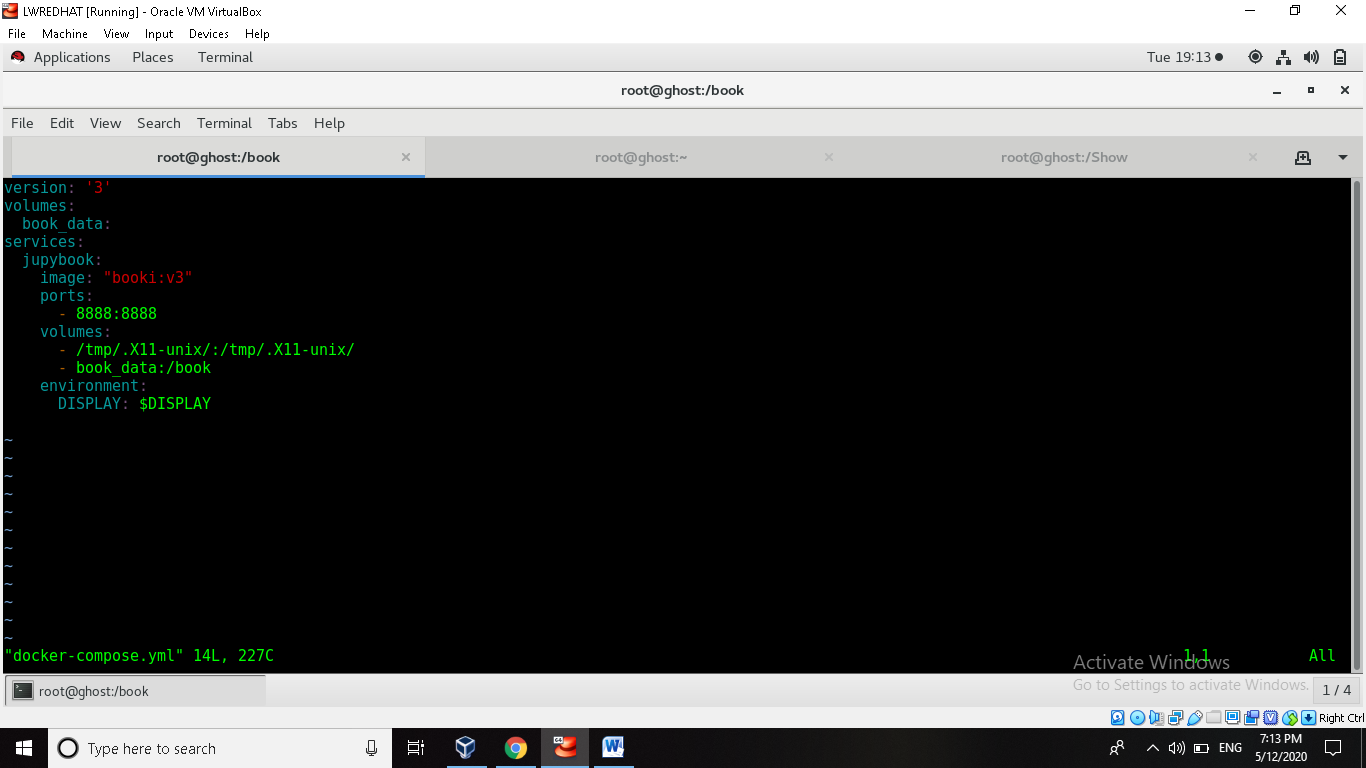 LWREDHAT [Running] - Oracle VM VirtualBox
File Machine View Input Devices Help
Applications Places Terminal Tue 19:13
root@ghost:/book
File Edit View Search Terminal Tabs Help
root@ghost:/book root@ghost:~ root@ghost:/Show
version: '3'
volumes:
  book_data:
services:
  jupybook:
    image: "booki:v3"
    ports:
      - 8888:8888
    volumes:
      - /tmp/.X11-unix/:/tmp/.X11-unix/
      - book_data:/book
    environment:
      DISPLAY: $DISPLAY
~
~
~
~
~
~
~
~
~
~
~
~
"docker-compose.yml" 14L, 227C 1,1 All
Activate Windows
Go to Settings to activate Windows.
root@ghost:/book 1 / 4
Right Ctrl
Type here to search ENG 7:13 PM
5/12/2020